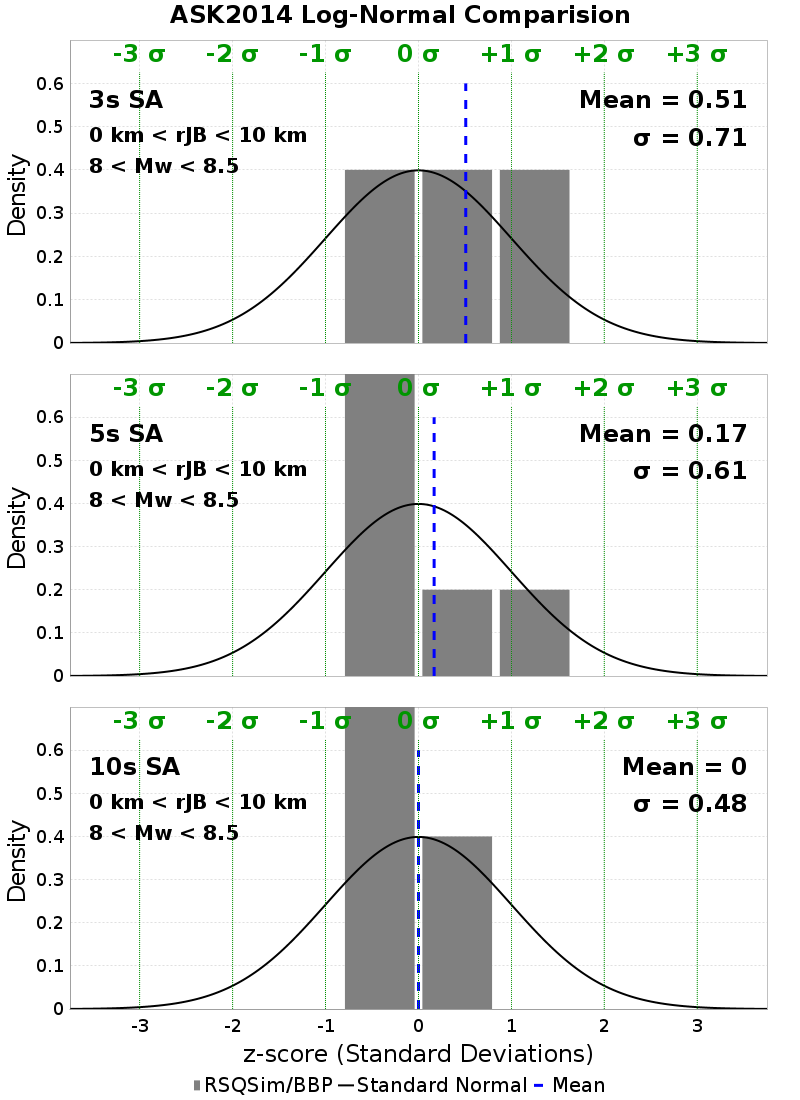 ASK2014 Log-Normal Comparision
-3 σ -2 σ -1 σ 0 σ +1 σ +2 σ +3 σ
3s SA
0 km < rJB < 10 km
8 < Mw < 8.5
Mean = 0.51
σ = 0.71
Density
0.6
0.5
0.4
0.3
0.2
0.1
0
-3 σ -2 σ -1 σ 0 σ +1 σ +2 σ +3 σ
5s SA
0 km < rJB < 10 km
8 < Mw < 8.5
Mean = 0.17
σ = 0.61
Density
0.6
0.5
0.4
0.3
0.2
0.1
0
-3 σ -2 σ -1 σ 0 σ +1 σ +2 σ +3 σ
10s SA
0 km < rJB < 10 km
8 < Mw < 8.5
Mean = 0
σ = 0.48
Density
0.6
0.5
0.4
0.3
0.2
0.1
0
-3 -2 -1 0 1 2 3
z-score (Standard Deviations)
RSQSim/BBP Standard Normal Mean